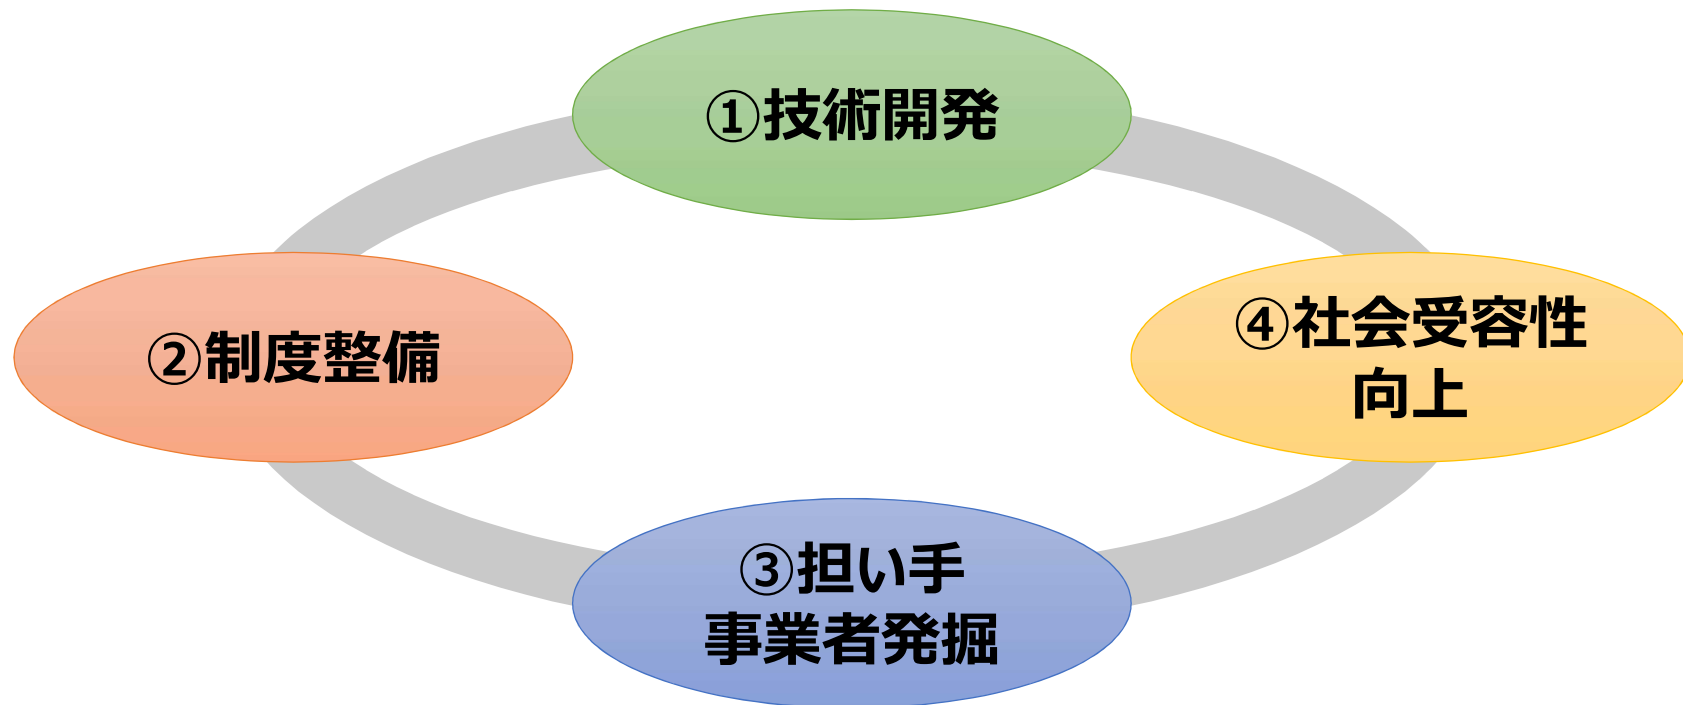 ①技術開発
②制度整備
④社会受容性
向上
③担い手
事業者発掘